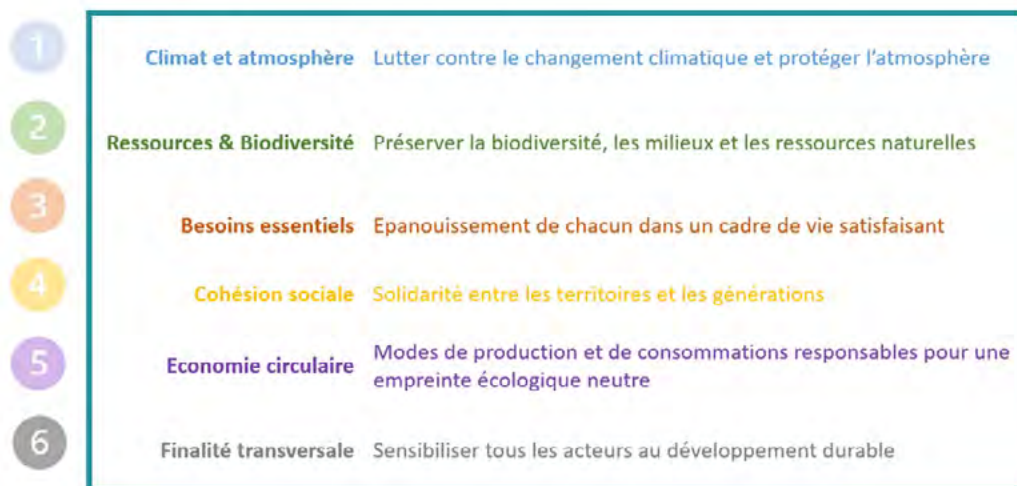 1
Climat et atmosphère Lutter contre le changement climatique et protéger l'atmosphère
2
Ressources & Biodiversité Préserver la biodiversité, les milieux et les ressources naturelles
3
Besoins essentiels Epanouissement de chacun dans un cadre de vie satisfaisant
4
Cohésion sociale Solidarité entre les territoires et les générations
5
Economie circulaire Modes de production et de consommations responsables pour une
empreinte écologique neutre
6
Finalité transversale Sensibiliser tous les acteurs au développement durable